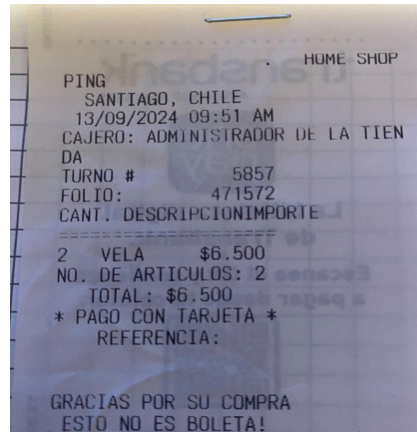 HOME SHOP
PING
SANTIAGO, CHILE
13/09/2024 09:51 AM
CAJERO: ADMINISTRADOR DE LA TIEN
DA
TURNO # 5857
FOLIO: 471572
CANT. DESCRIPCIONIMPORTE
====================
2 VELA $6.500
NO. DE ARTICULOS: 2
TOTAL: $6.500
* PAGO CON TARJETA *
REFERENCIA:
GRACIAS POR SU COMPRA
ESTO NO ES BOLETA!